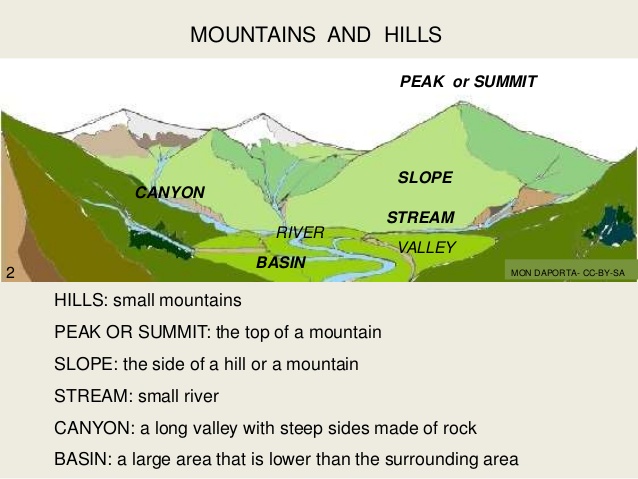 MOUNTAINS AND HILLS
PEAK or SUMMIT
SLOPE
CANYON
STREAM
RIVER
VALLEY
BASIN
2
MON DAPORTA- CC-BY-SA
HILLS: small mountains
PEAK OR SUMMIT: the top of a mountain
SLOPE: the side of a hill or a mountain
STREAM: small river
CANYON: a long valley with steep sides made of rock
BASIN: a large area that is lower than the surrounding area